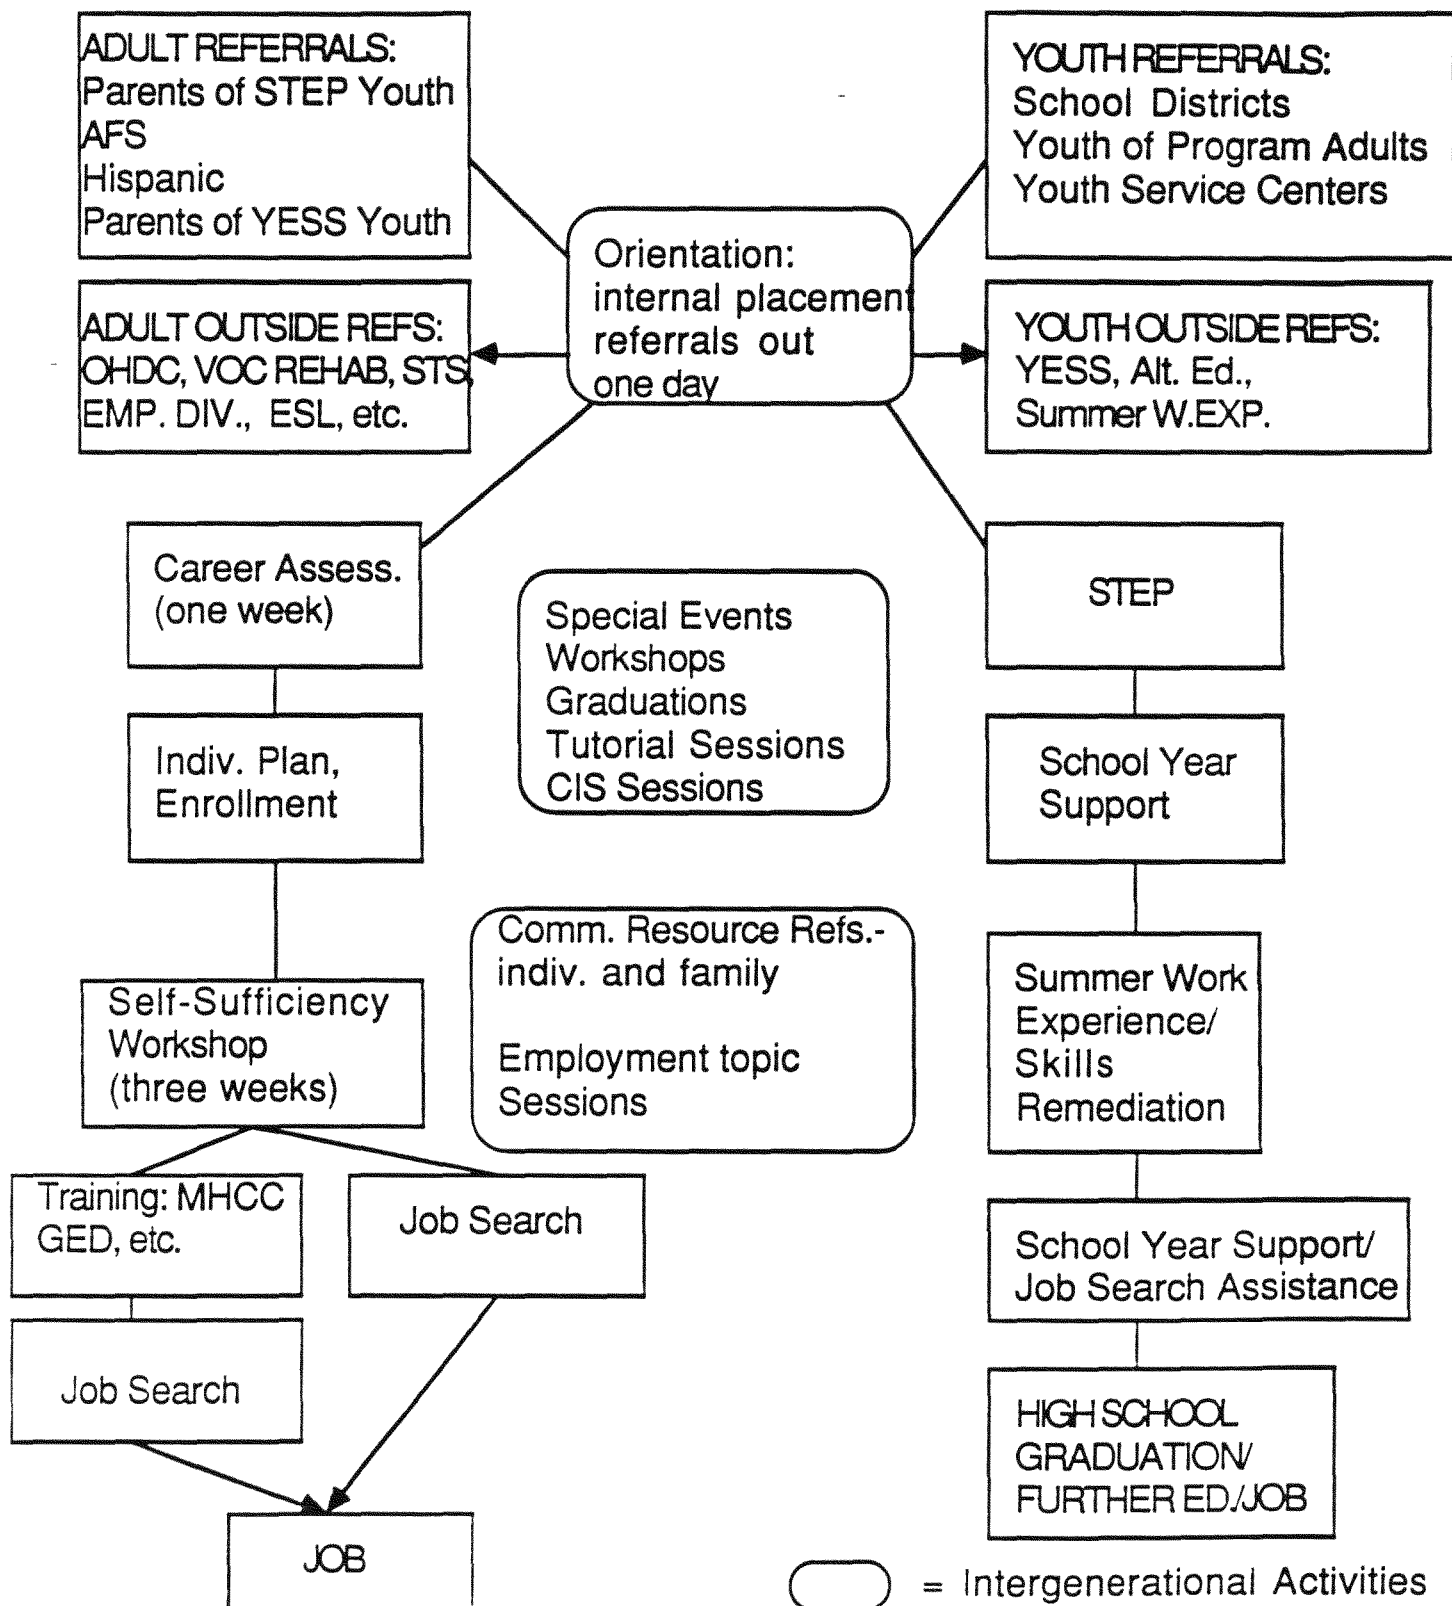 ADULT REFERRALS:
Parents of STEP Youth
AFS
Hispanic
Parents of YESS Youth
YOUTH REFERRALS:
School Districts
Youth of Program Adults
Youth Service Centers
Orientation:
internal placement
referrals out
one day
ADULT OUTSIDE REFS:
OHDC, VOC REHAB, STS,
EMP. DIV., ESL, etc.
YOUTH OUTSIDE REFS:
YESS, Alt. Ed.,
Summer W.EXP.
Career Assess.
(one week)
Special Events
Workshops
Graduations
Tutorial Sessions
CIS Sessions
STEP
Indiv. Plan,
Enrollment
School Year
Support
Self-Sufficiency
Workshop
(three weeks)
Comm. Resource Refs.-
indiv. and family
Employment topic
Sessions
Summer Work
Experience/
Skills
Remediation
Training: MHCC
GED, etc.
Job Search
School Year Support/
Job Search Assistance
Job Search
HIGH SCHOOL
GRADUATION/
FURTHER ED./JOB
JOB
= Intergenerational Activities